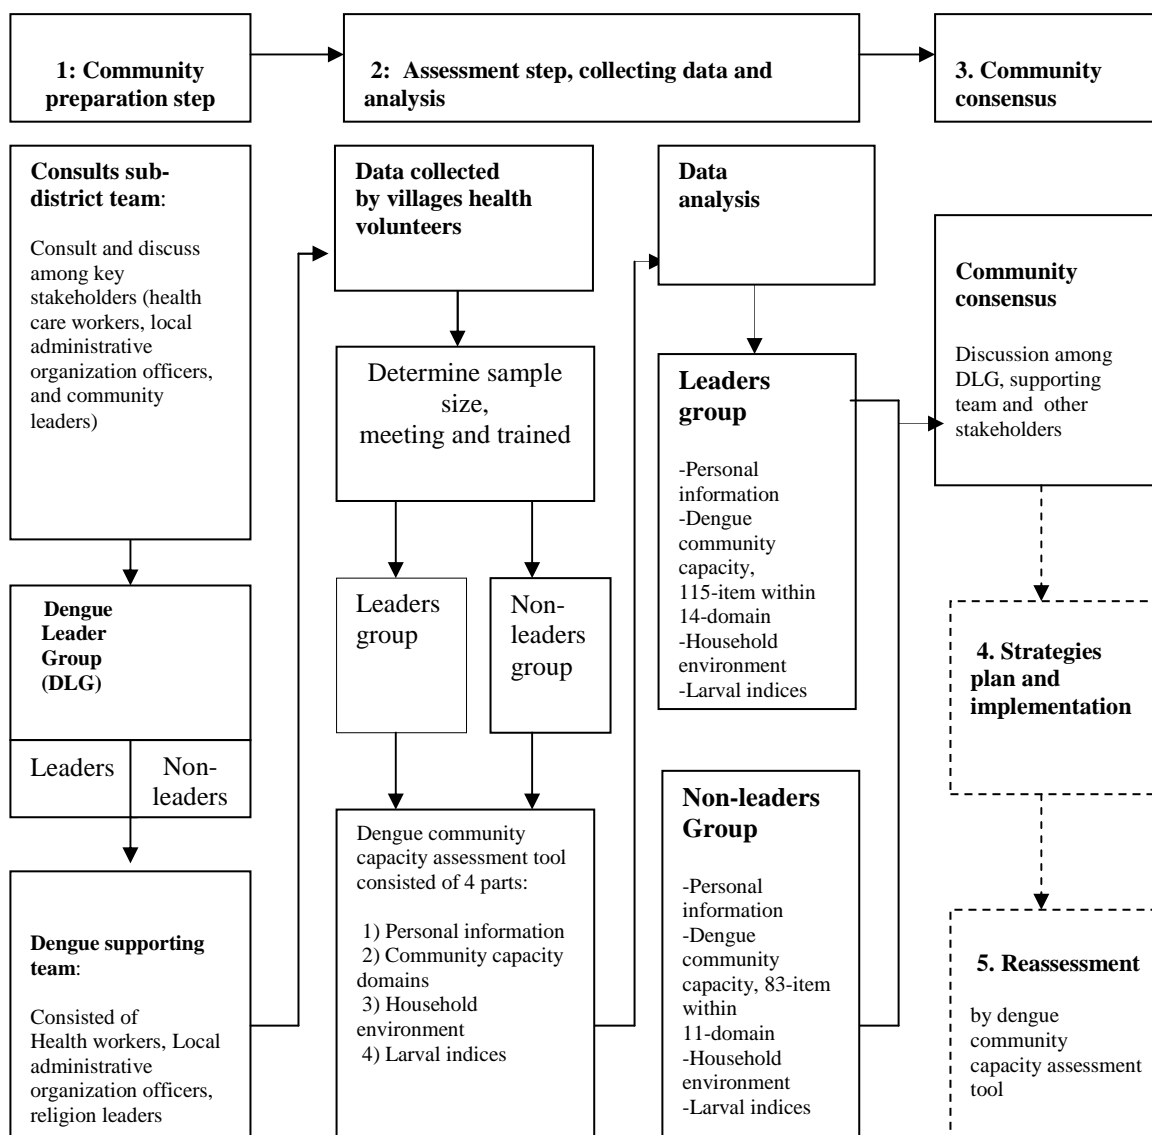 1: Community
preparation step
2:  Assessment step, collecting data and
analysis
3. Community
consensus
Consults sub-
district team:
Consult and discuss
among key
stakeholders (health
care workers, local
administrative
organization officers,
and community
leaders)
Dengue
Leader
Group
(DLG)
Leaders
Non-
leaders
Dengue supporting
team:
Consisted of
Health workers, Local
administrative
organization officers,
religion leaders
Data collected
by villages health
volunteers
Determine sample
size,
meeting and trained
Leaders
group
Non-
leaders
group
Dengue community
capacity assessment tool
consisted of 4 parts:
1) Personal information
2) Community capacity
domains
3) Household
environment
4) Larval indices
Data
analysis
Leaders
group
-Personal
information
-Dengue
community
capacity,
115-item within
14-domain
-Household
environment
-Larval indices
Non-leaders
Group
-Personal
information
-Dengue
community
capacity, 83-item
within
11-domain
-Household
environment
-Larval indices
Community
consensus
Discussion among
DLG, supporting
team and  other
stakeholders
4. Strategies
plan and
implementation
5. Reassessment
by dengue
community
capacity assessment
tool